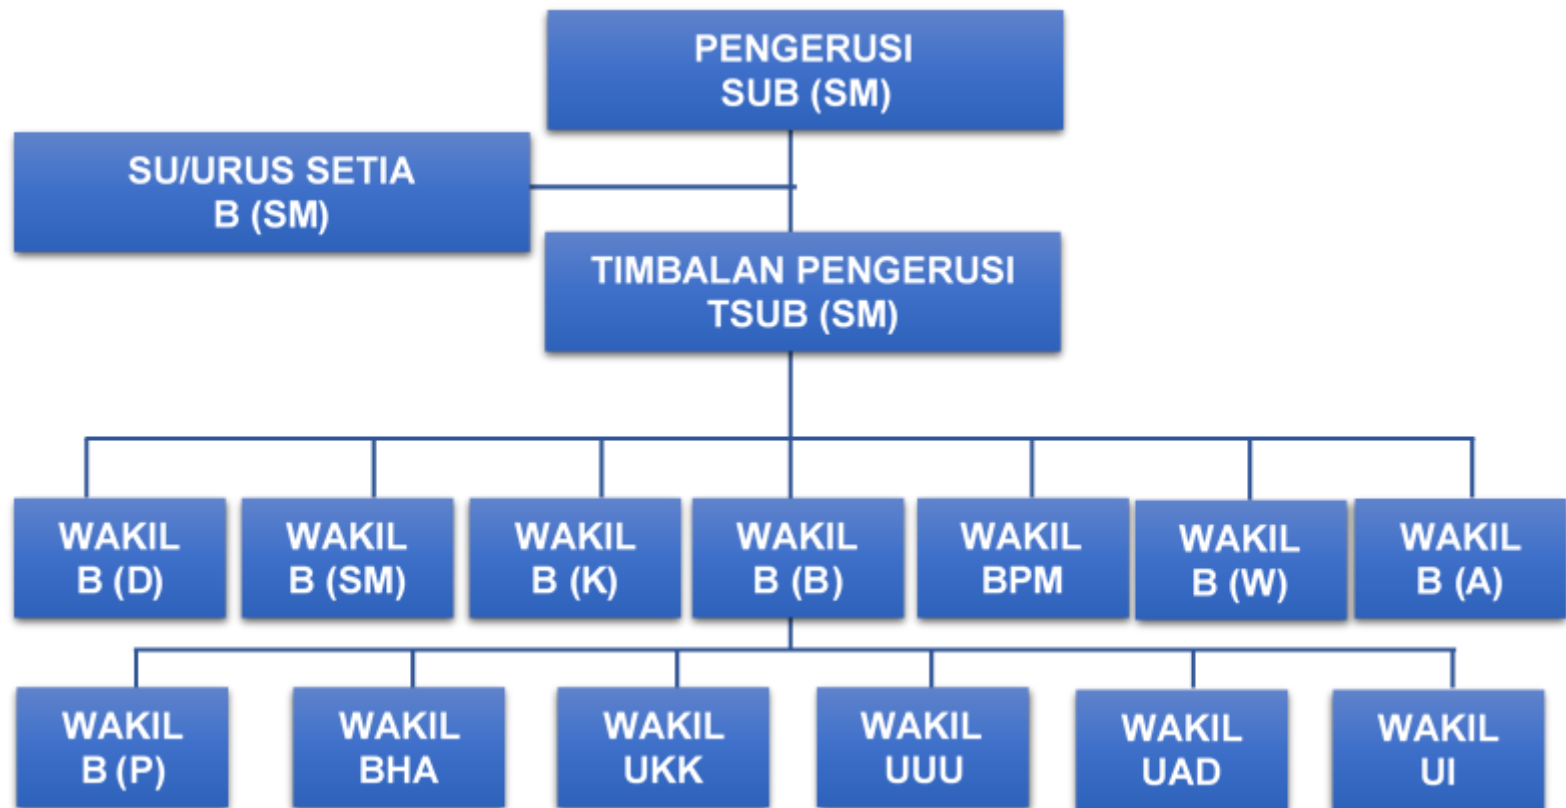 PENGERUSI
SUB (SM)
SU/URUS SETIA
B (SM)
TIMBALAN PENGERUSI
TSUB (SM)
WAKIL
B (D)
WAKIL
B (SM)
WAKIL
B (K)
WAKIL
B (B)
WAKIL
BPM
WAKIL
B (W)
WAKIL
B (A)
WAKIL
B (P)
WAKIL
BHA
WAKIL
UKK
WAKIL
UUU
WAKIL
UAD
WAKIL
UI